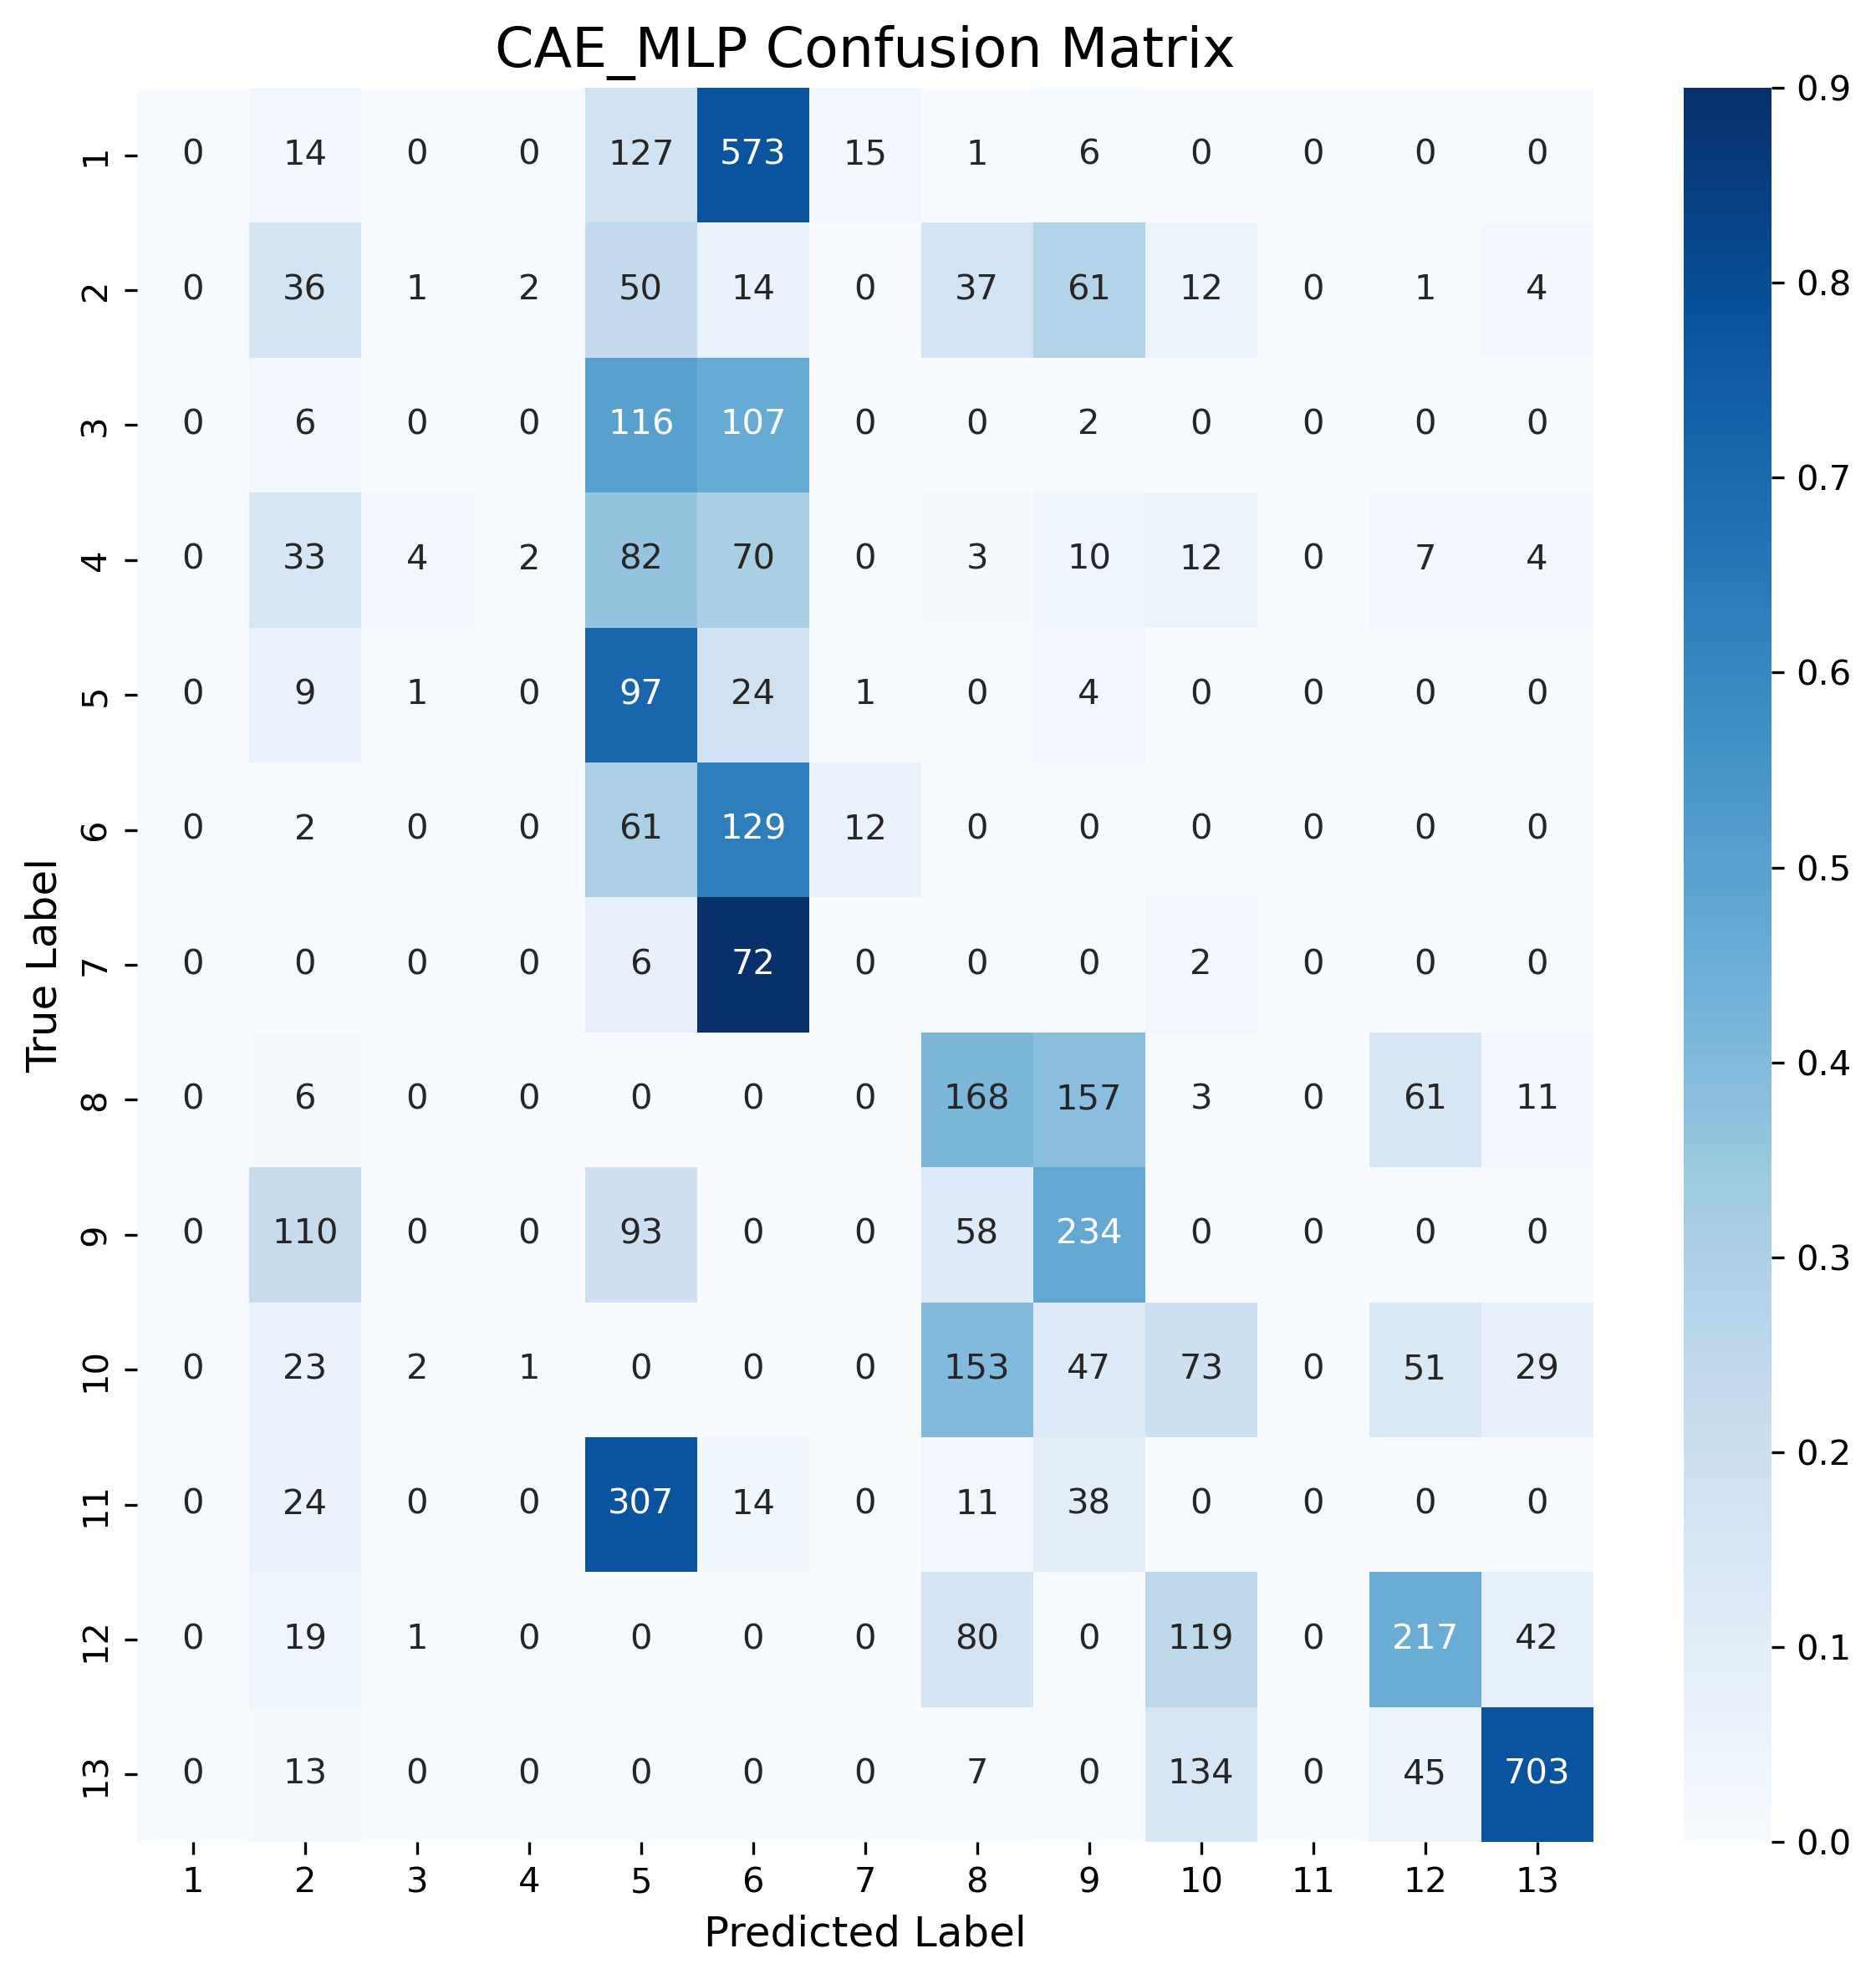 CAE_MLP Confusion Matrix
1 0 14 0 0 127 573 15 1 6 0 0 0 0
2 0 36 1 2 50 14 0 37 61 12 0 1 4
3 0 6 0 0 116 107 0 0 2 0 0 0 0
4 0 33 4 2 82 70 0 3 10 12 0 7 4
5 0 9 1 0 97 24 1 0 4 0 0 0 0
6 0 2 0 0 61 129 12 0 0 0 0 0 0
7 0 0 0 0 6 72 0 0 0 2 0 0 0
8 0 6 0 0 0 0 0 168 157 3 0 61 11
9 0 110 0 0 93 0 0 58 234 0 0 0 0
10 0 23 2 1 0 0 0 153 47 73 0 51 29
11 0 24 0 0 307 14 0 11 38 0 0 0 0
12 0 19 1 0 0 0 0 80 0 119 0 217 42
13 0 13 0 0 0 0 0 7 0 134 0 45 703
1 2 3 4 5 6 7 8 9 10 11 12 13
Predicted Label
True Label
0.9
0.8
0.7
0.6
0.5
0.4
0.3
0.2
0.1
0.0